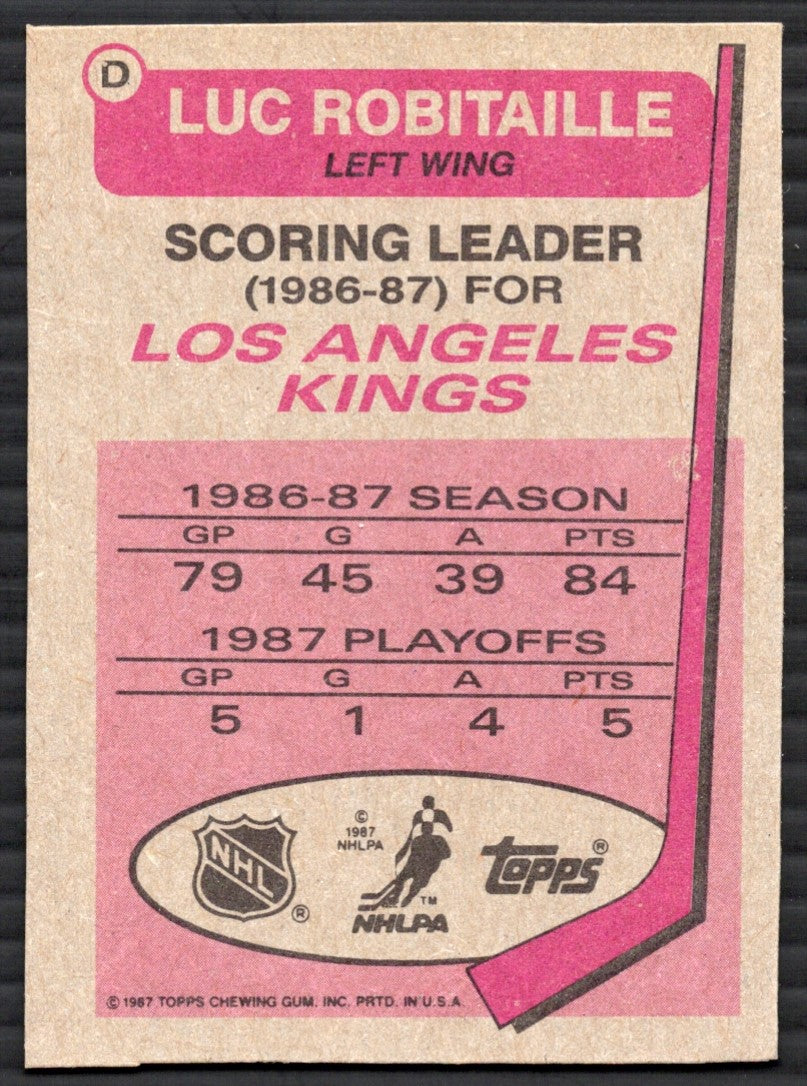 D
LUC ROBITAILLE
LEFT WING
SCORING LEADER
(1986-87) FOR
LOS ANGELES
KINGS
1986-87 SEASON
GP G A PTS
79 45 39 84
1987 PLAYOFFS
GP G A PTS
5 1 4 5
NHL ®
©
1987
NHLPA
TM
NHLPA
TOPPS ®
© 1987 TOPPS CHEWING GUM, INC. PRTD. IN U.S.A.